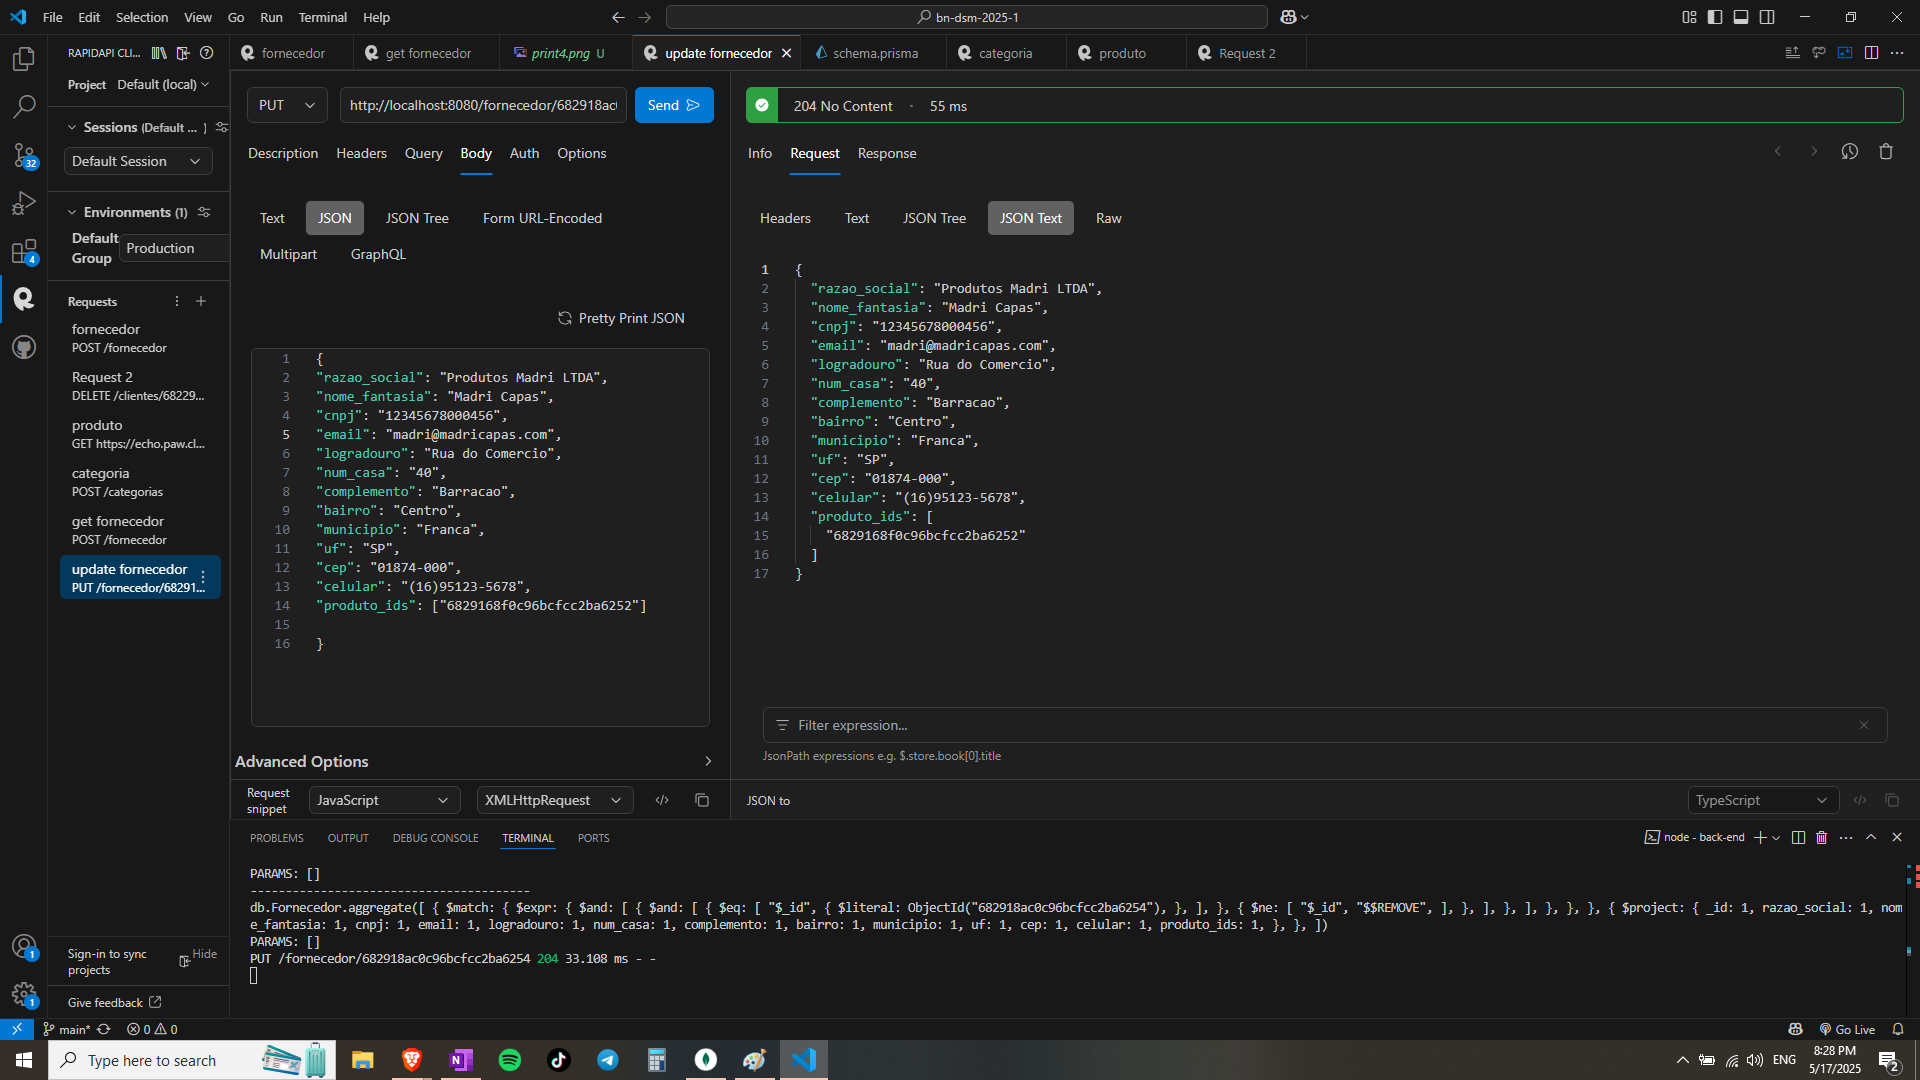 File Edit Selection View Go Run Terminal Help
bn-dsm-2025-1
RAPIDAPI CLI...
fornecedor
get fornecedor
print4.png U
update fornecedor
schema.prisma
categoria
produto
Request 2
Project Default (local)
Sessions (Default ... )
Default Session
Environments (1)
Default Group
Production
Requests
fornecedor
POST /fornecedor
Request 2
DELETE /clientes/68229...
produto
GET https://echo.paw.cl...
categoria
POST /categorias
get fornecedor
POST /fornecedor
update fornecedor
PUT /fornecedor/68291...
Sign-in to sync projects
Hide
Give feedback
32
4
1
1
PUT
http://localhost:8080/fornecedor/682918ac
Send
Description Headers Query Body Auth Options
Text JSON JSON Tree Form URL-Encoded
Multipart GraphQL
Pretty Print JSON
1 {
2 "razao_social": "Produtos Madri LTDA",
3 "nome_fantasia": "Madri Capas",
4 "cnpj": "12345678000456",
5 "email": "madri@madricapas.com",
6 "logradouro": "Rua do Comercio",
7 "num_casa": "40",
8 "complemento": "Barracao",
9 "bairro": "Centro",
10 "municipio": "Franca",
11 "uf": "SP",
12 "cep": "01874-000",
13 "celular": "(16)95123-5678",
14 "produto_ids": ["6829168f0c96bcfcc2ba6252"]
15
16 }
Advanced Options
Request snippet
JavaScript
XMLHttpRequest
204 No Content · 55 ms
Info Request Response
Headers Text JSON Tree JSON Text Raw
1 {
2 "razao_social": "Produtos Madri LTDA",
3 "nome_fantasia": "Madri Capas",
4 "cnpj": "12345678000456",
5 "email": "madri@madricapas.com",
6 "logradouro": "Rua do Comercio",
7 "num_casa": "40",
8 "complemento": "Barracao",
9 "bairro": "Centro",
10 "municipio": "Franca",
11 "uf": "SP",
12 "cep": "01874-000",
13 "celular": "(16)95123-5678",
14 "produto_ids": [
15 "6829168f0c96bcfcc2ba6252"
16 ]
17 }
Filter expression...
JsonPath expressions e.g. $.store.book[0].title
JSON to
TypeScript
PROBLEMS OUTPUT DEBUG CONSOLE TERMINAL PORTS
node - back-end
PARAMS: []
----------------------------------------
db.Fornecedor.aggregate([ { $match: { $expr: { $and: [ { $and: [ { $eq: [ "$_id", { $literal: ObjectId("682918ac0c96bcfcc2ba6254"), }, ], }, { $ne: [ "$_id", "$$REMOVE", ], }, ], }, ], }, }, }, { $project: { _id: 1, razao_social: 1, nom
e_fantasia: 1, cnpj: 1, email: 1, logradouro: 1, num_casa: 1, complemento: 1, bairro: 1, municipio: 1, uf: 1, cep: 1, celular: 1, produto_ids: 1, }, }, ])
PARAMS: []
PUT /fornecedor/682918ac0c96bcfcc2ba6254 204 33.108 ms - -
main* 0 0
Go Live
Type here to search
ENG
8:28 PM
5/17/2025
2